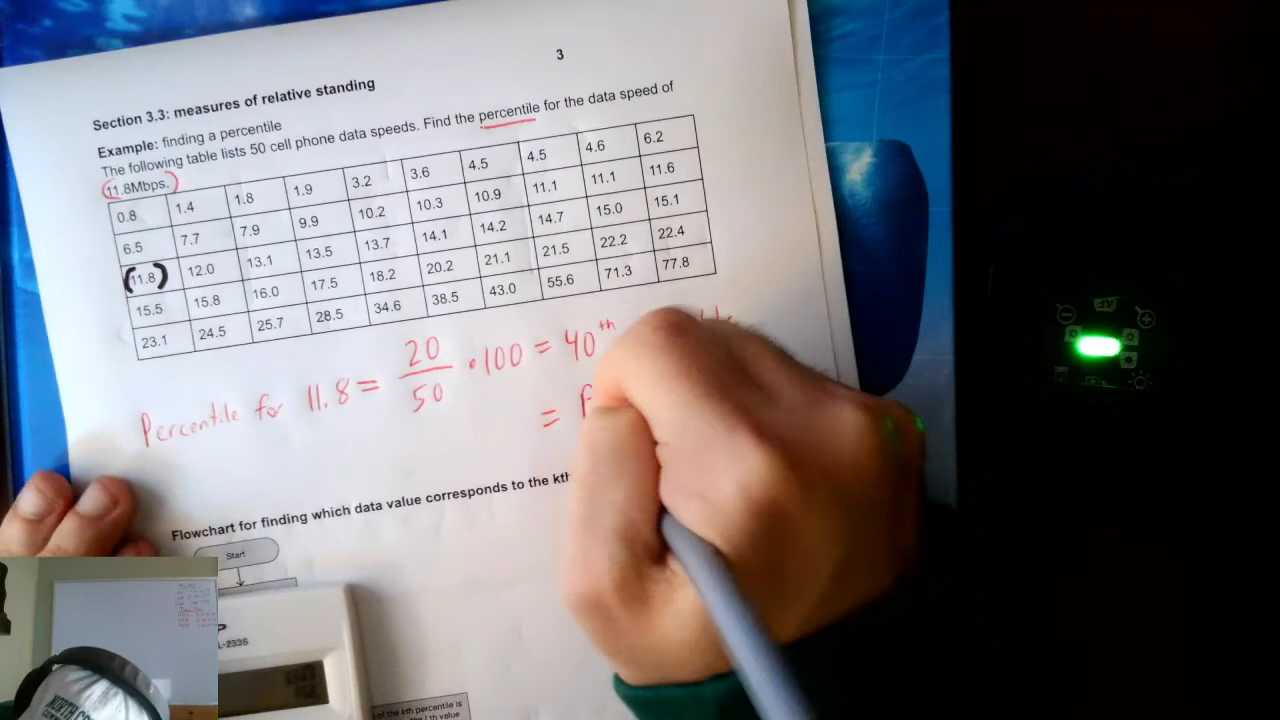 3
Section 3.3: measures of relative standing
Example: finding a percentile
The following table lists 50 cell phone data speeds. Find the percentile for the data speed of
11.8Mbps.
0.8 1.4 1.8 1.9 3.2 3.6 4.5 4.5 4.6 6.2
6.5 7.7 7.9 9.9 10.2 10.3 10.9 11.1 11.1 11.6
11.8 12.0 13.1 13.5 13.7 14.1 14.2 14.7 15.0 15.1
15.5 15.8 16.0 17.5 18.2 20.2 21.1 21.5 22.2 22.4
23.1 24.5 25.7 28.5 34.6 38.5 43.0 55.6 71.3 77.8
Percentile for 11.8 = 20/50 • 100 = 40th
= P
Flowchart for finding which data value corresponds to the kth
Start
L-233S
of the kth percentile is
NORTH